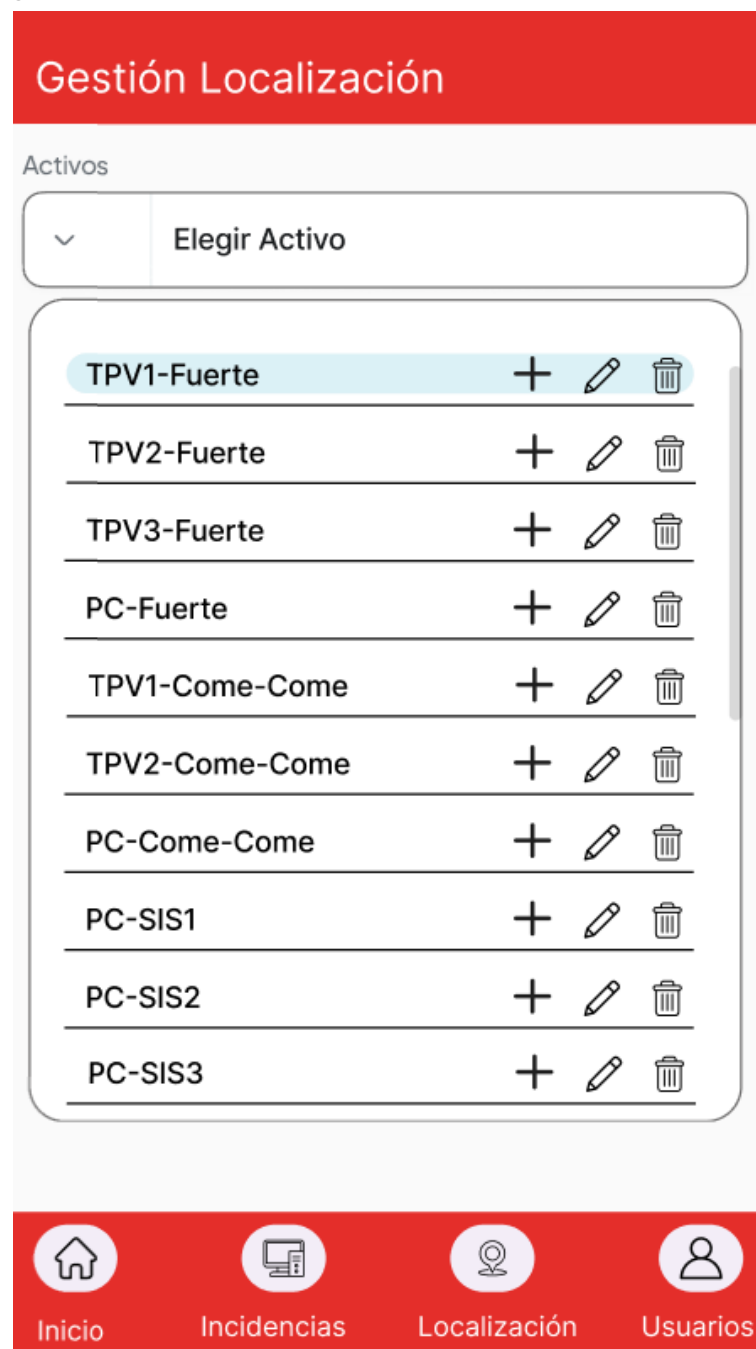 Gestión Localización
Activos
Elegir Activo
TPV1-Fuerte
TPV2-Fuerte
TPV3-Fuerte
PC-Fuerte
TPV1-Come-Come
TPV2-Come-Come
PC-Come-Come
PC-SIS1
PC-SIS2
PC-SIS3
Inicio Incidencias Localización Usuarios